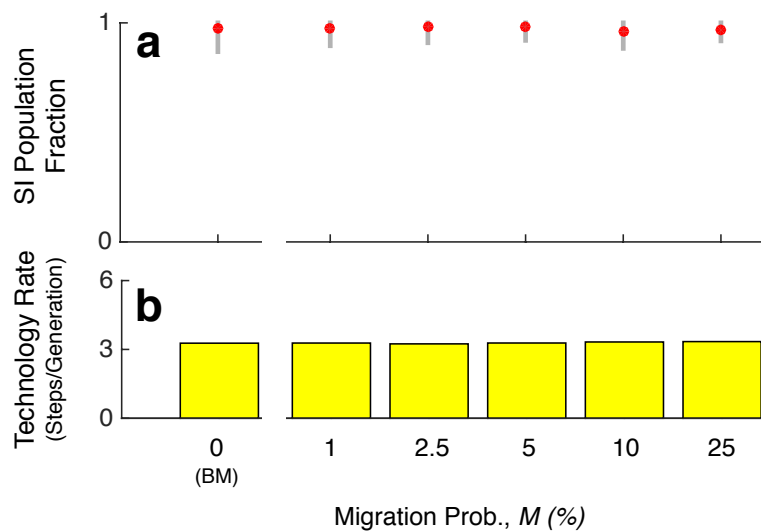 1
a
SI Population
Fraction
0
6
b
Technology Rate
(Steps/Generation)
3
0
0 1 2.5 5 10 25
(BM)
Migration Prob., M (%)